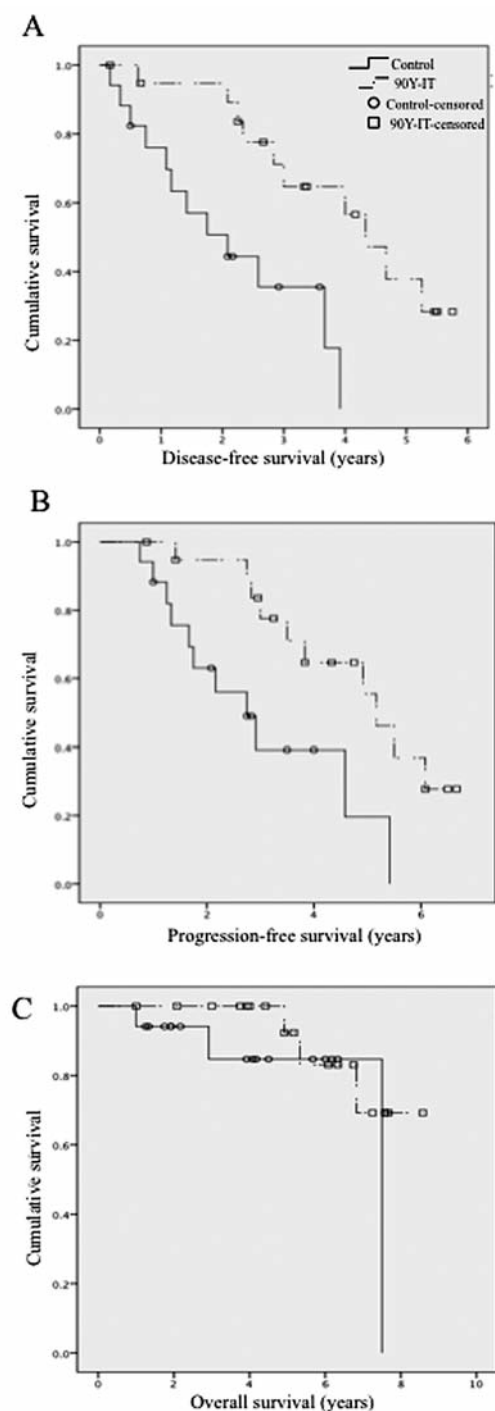 A
Control
90Y-IT
Control-censored
90Y-IT-censored
Cumulative survival
1.0
0.8
0.6
0.4
0.2
0.0
0 1 2 3 4 5 6
Disease-free survival (years)
B
Cumulative survival
1.0
0.8
0.6
0.4
0.2
0.0
0 2 4 6
Progression-free survival (years)
C
Cumulative survival
1.0
0.8
0.6
0.4
0.2
0.0
0 2 4 6 8 10
Overall survival (years)